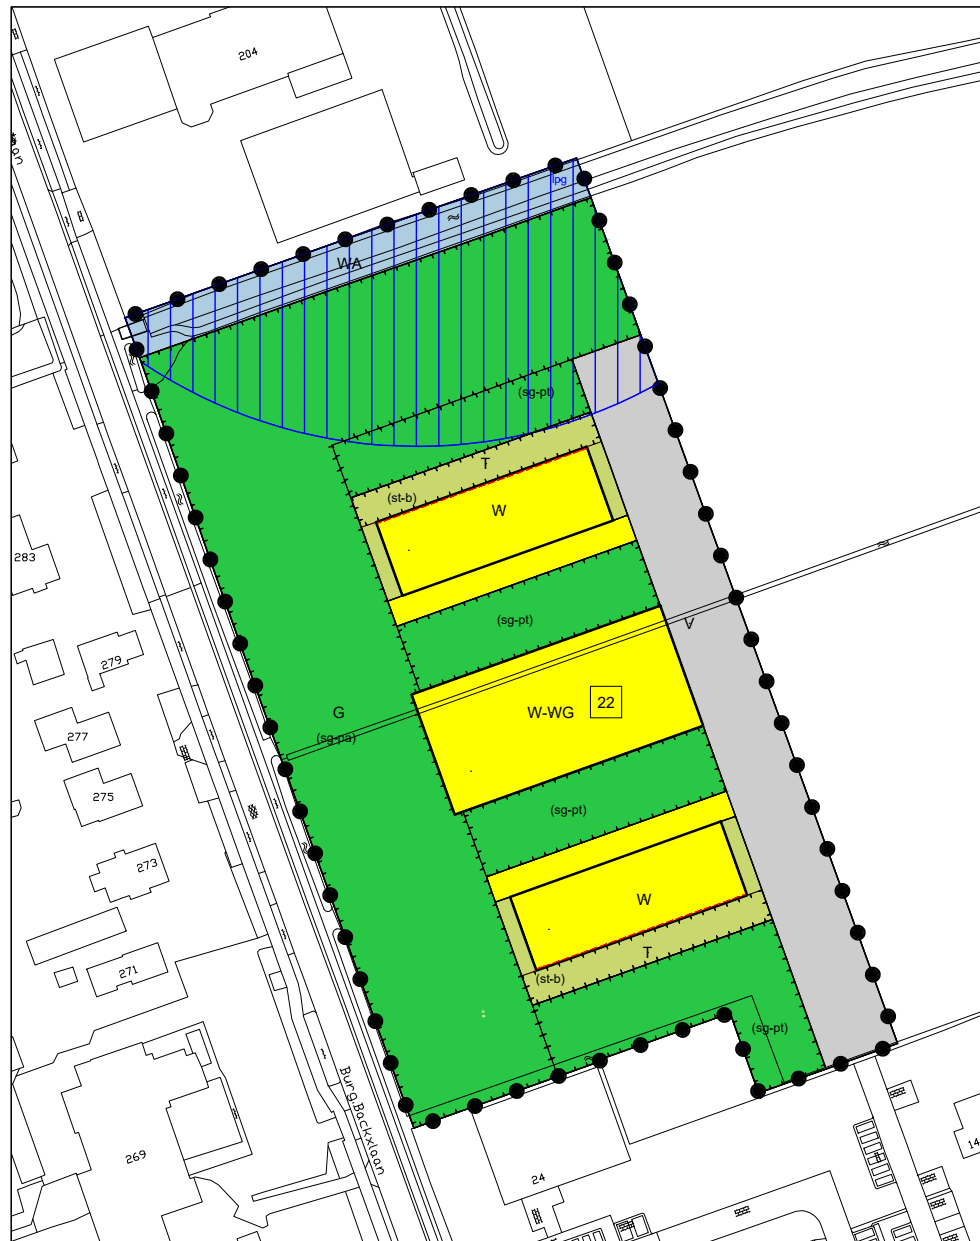 204
lpg
WA
(sg-pt)
T
(st-b)
W
283
(sg-pt)
A
279
22
G
W-WG
277
(sg-pa)
275
(sg-pt)
273
W
T
271
(st-b)
(sg-pt)
Burg.Backxlaan
269
24
14